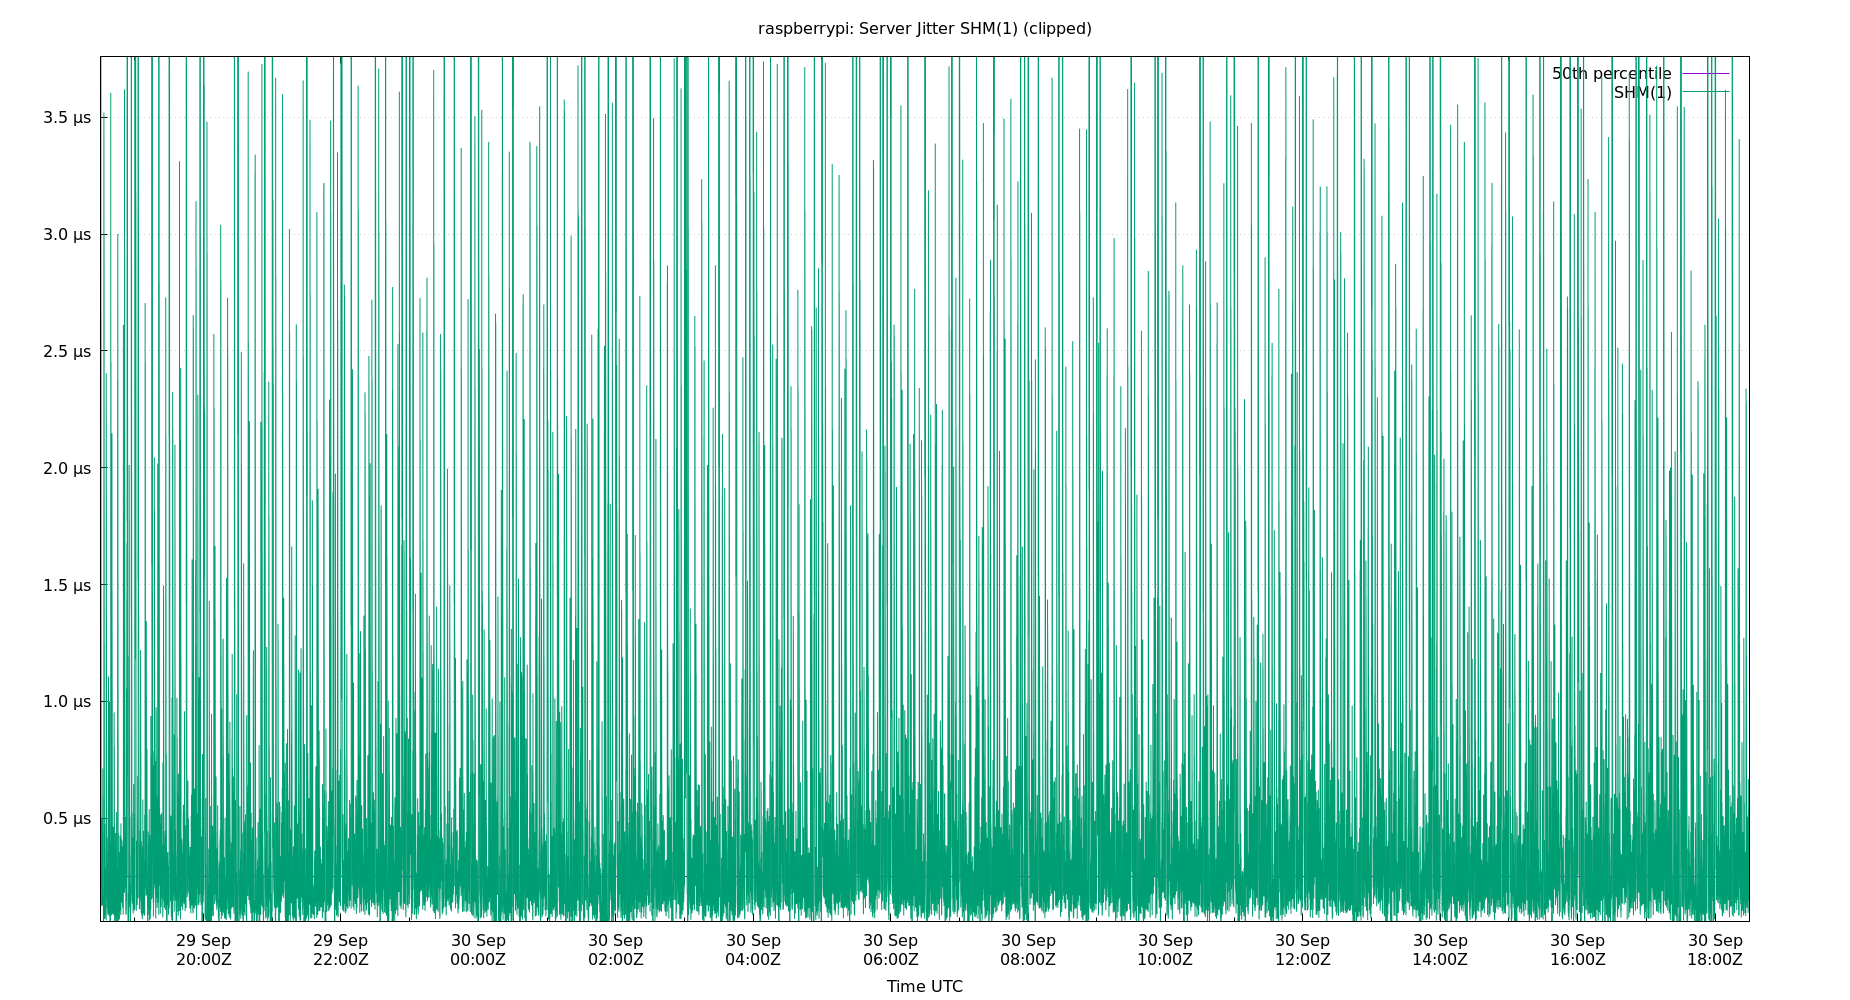 raspberrypi: Server Jitter SHM(1) (clipped)
50th percentile
SHM(1)
3.5 µs
3.0 µs
2.5 µs
2.0 µs
1.5 µs
1.0 µs
0.5 µs
29 Sep 29 Sep 30 Sep 30 Sep 30 Sep 30 Sep 30 Sep 30 Sep 30 Sep 30 Sep 30 Sep 30 Sep
20:00Z 22:00Z 00:00Z 02:00Z 04:00Z 06:00Z 08:00Z 10:00Z 12:00Z 14:00Z 16:00Z 18:00Z
Time UTC